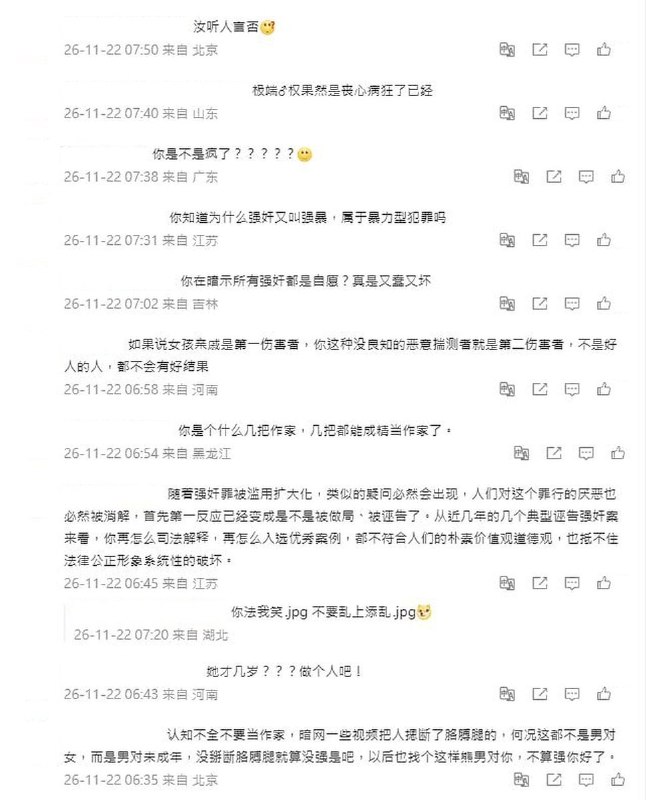 汝听人言否
26-11-22 07:50 来自 北京
极端♂权果然是丧心病狂了已经
26-11-22 07:40 来自 山东
你是不是疯了？？？？？
26-11-22 07:38 来自 广东
你知道为什么强奸又叫强暴，属于暴力型犯罪吗
26-11-22 07:31 来自 江苏
你在暗示所有强奸都是自愿？真是又蠢又坏
26-11-22 07:02 来自 吉林
如果说女孩亲戚是第一伤害者，你这种没良知的恶意揣测者就是第二伤害者，不是好
人的人，都不会有好结果
26-11-22 06:58 来自 河南
你是个什么几把作家，几把都能成精当作家了。
26-11-22 06:54 来自 黑龙江
随着强奸罪被滥用扩大化，类似的疑问必然会出现，人们对这个罪行的厌恶也
必然被消解，首先第一反应已经变成是不是被做局、被诬告了。从近几年的几个典型诬告强奸案
来看，你再怎么司法解释，再怎么入选优秀案例，都不符合人们的朴素价值观道德观，也抵不住
法律公正形象系统性的破坏。
26-11-22 06:45 来自 江苏
你法我笑.jpg 不要乱上添乱.jpg
26-11-22 07:20 来自 湖北
她才几岁？？？做个人吧！
26-11-22 06:43 来自 河南
认知不全不要当作家，暗网一些视频把人掳断了胳膊腿的，何况这都不是男对
女，而是男对未成年，没掰断胳膊腿就算没强是吧，以后也找个这样熊男对你，不算强你好了。
26-11-22 06:35 来自 北京